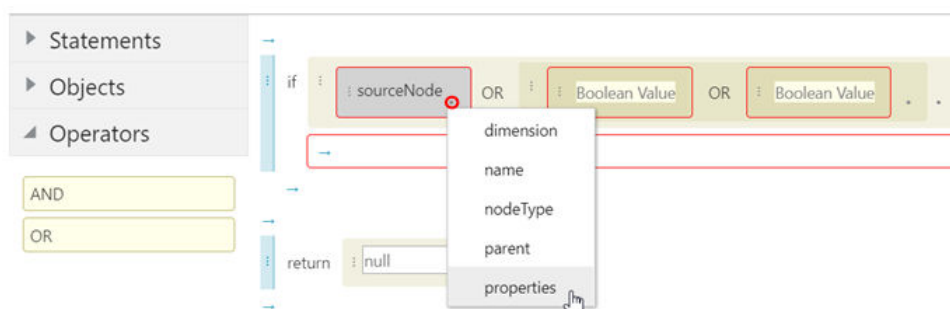 Statements
Objects
Operators
AND
OR
if sourceNode OR Boolean Value OR Boolean Value
dimension
name
nodeType
parent
properties
return null